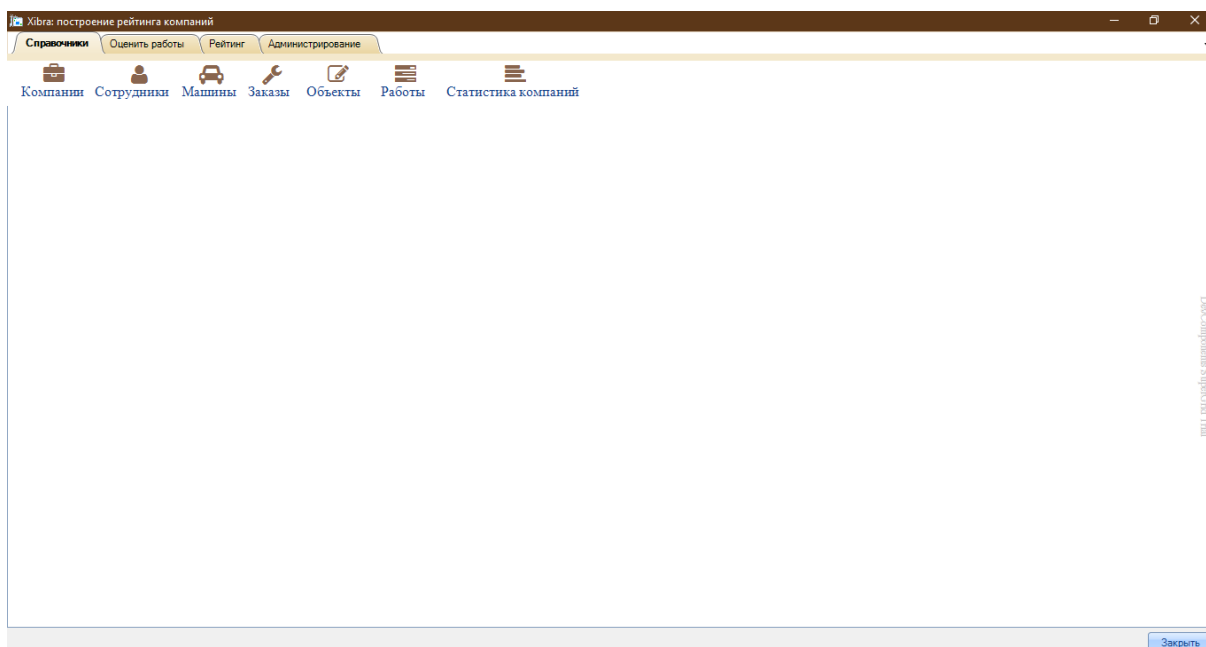 Xibra: построение рейтинга компаний
Справочники Оценить работы Рейтинг Администрирование
Компании Сотрудники Машины Заказы Объекты Работы Статистика компаний
Закрыть